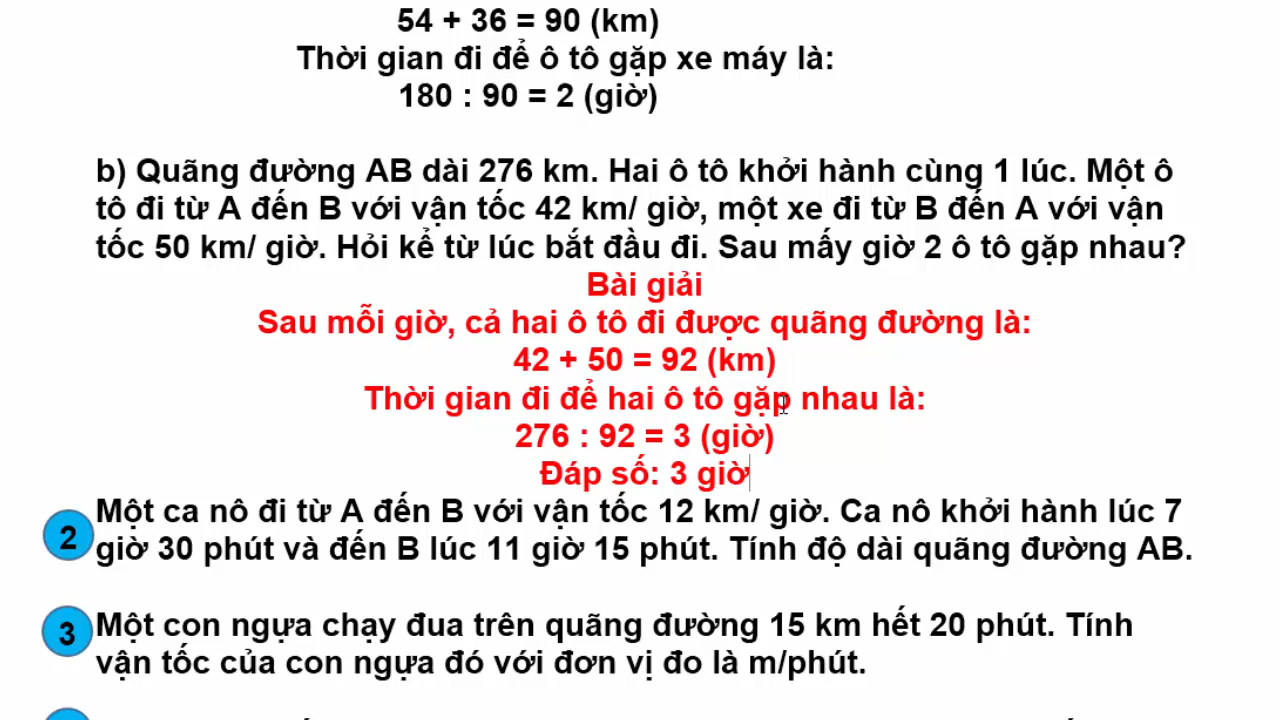 54 + 36 = 90 (km)
Thời gian đi để ô tô gặp xe máy là:
180 : 90 = 2 (giờ)
b) Quãng đường AB dài 276 km. Hai ô tô khởi hành cùng 1 lúc. Một ô
tô đi từ A đến B với vận tốc 42 km/ giờ, một xe đi từ B đến A với vận
tốc 50 km/ giờ. Hỏi kể từ lúc bắt đầu đi. Sau mấy giờ 2 ô tô gặp nhau?
Bài giải
Sau mỗi giờ, cả hai ô tô đi được quãng đường là:
42 + 50 = 92 (km)
Thời gian đi để hai ô tô gặp nhau là:
276 : 92 = 3 (giờ)
Đáp số: 3 giờ
2 Một ca nô đi từ A đến B với vận tốc 12 km/ giờ. Ca nô khởi hành lúc 7
giờ 30 phút và đến B lúc 11 giờ 15 phút. Tính độ dài quãng đường AB.
3 Một con ngựa chạy đua trên quãng đường 15 km hết 20 phút. Tính
vận tốc của con ngựa đó với đơn vị đo là m/phút.